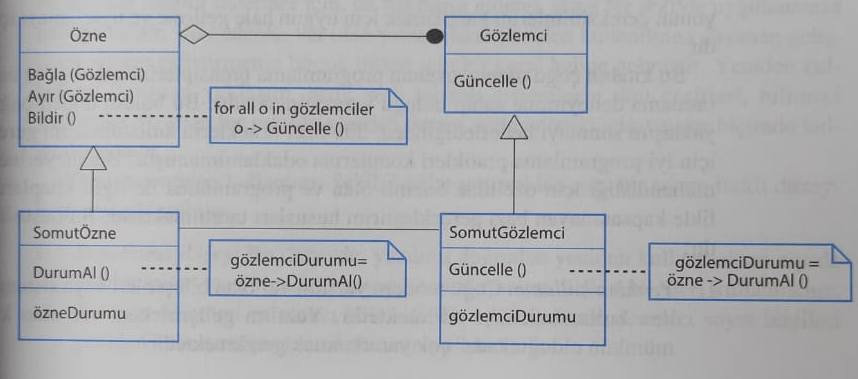 Özne
Bağla (Gözlemci)
Ayır (Gözlemci)
Bildir ()
for all o in gözlemciler
o -> Güncelle ()
Gözlemci
Güncelle ()
SomutÖzne
DurumAl ()
özneDurumu
gözlemciDurumu=
özne->DurumAl()
SomutGözlemci
Güncelle ()
gözlemciDurumu
gözlemciDurumu =
özne -> DurumAl ()